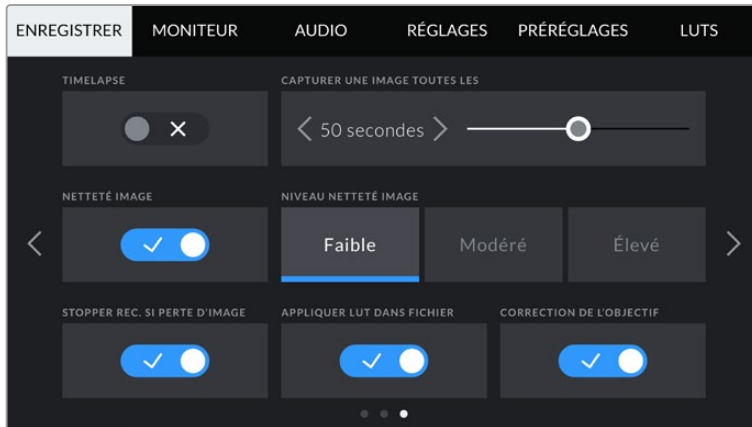 ENREGISTRER MONITEUR AUDIO RÉGLAGES PRÉRÉGLAGES LUTS
TIMELAPSE CAPTURER UNE IMAGE TOUTES LES
50 secondes
NETTETÉ IMAGE NIVEAU NETTETÉ IMAGE
Faible Modéré Élevé
STOPPER REC. SI PERTE D'IMAGE APPLIQUER LUT DANS FICHIER CORRECTION DE L'OBJECTIF